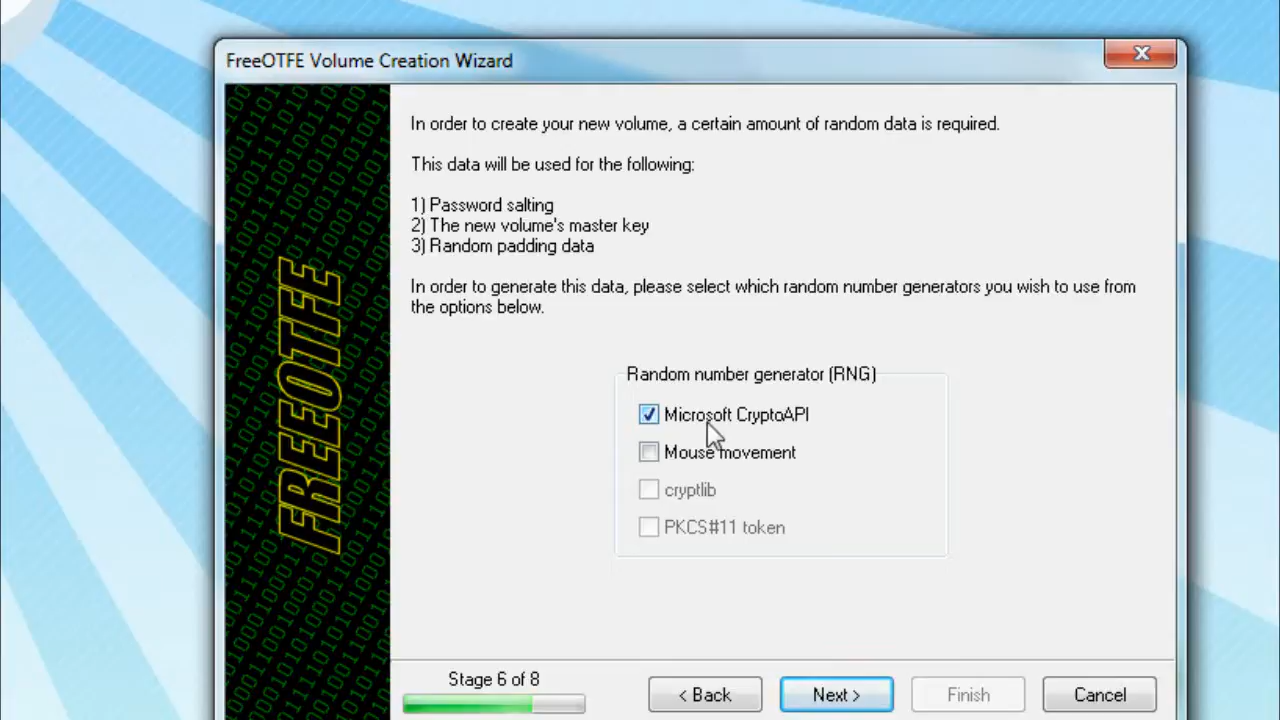 FreeOTFE Volume Creation Wizard
In order to create your new volume, a certain amount of random data is required.
This data will be used for the following:
1) Password salting
2) The new volume's master key
3) Random padding data
In order to generate this data, please select which random number generators you wish to use from
the options below.
FREEOTFE
Random number generator (RNG)
Microsoft CryptoAPI
Mouse movement
cryptlib
PKCS#11 token
Stage 6 of 8
< Back
Next >
Finish
Cancel